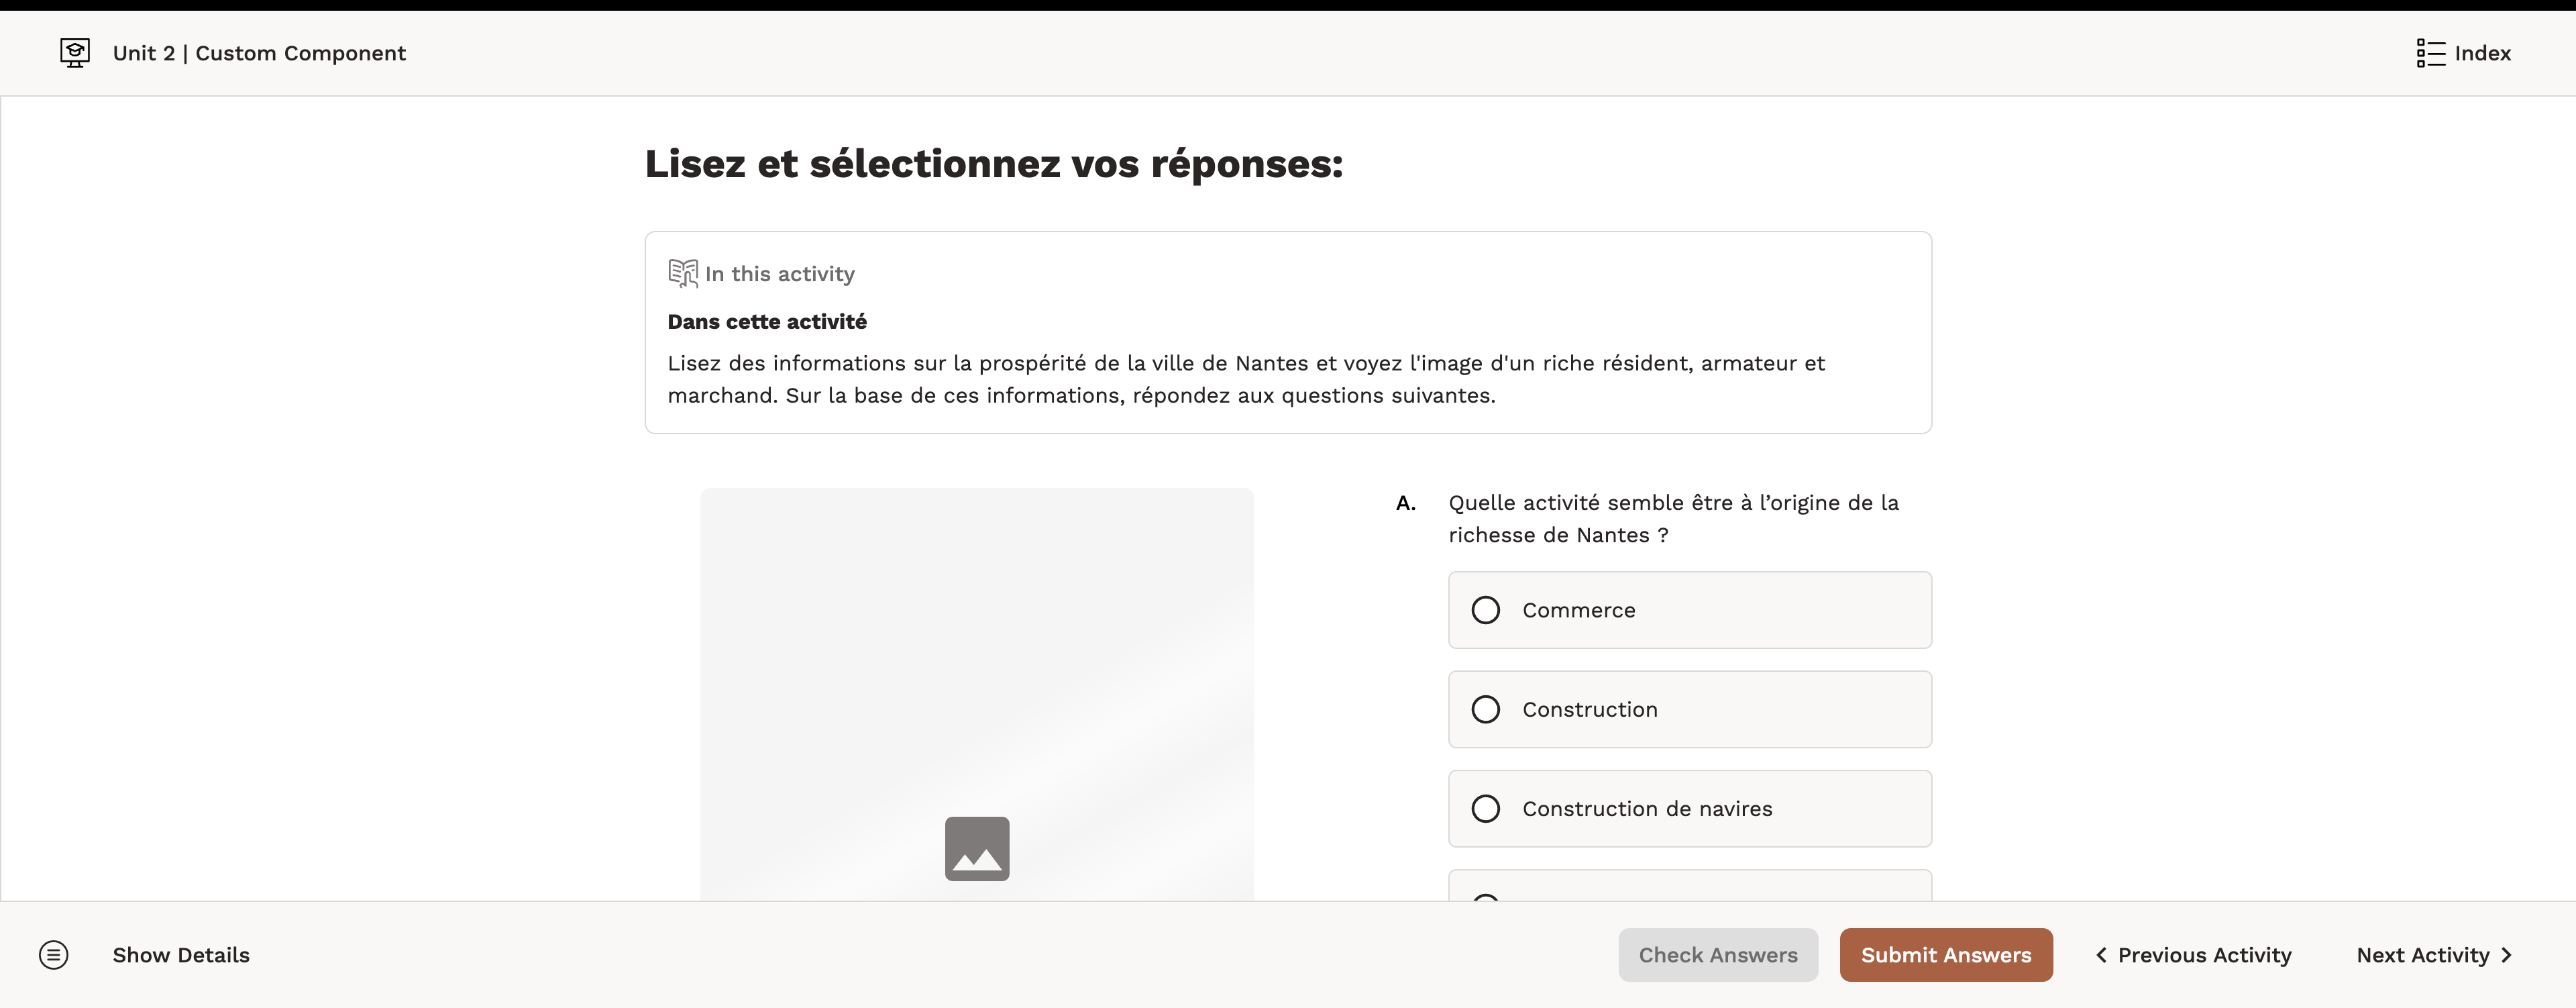 Unit 2 | Custom Component
Index
Lisez et sélectionnez vos réponses:
In this activity
Dans cette activité
Lisez des informations sur la prospérité de la ville de Nantes et voyez l'image d'un riche résident, armateur et
marchand. Sur la base de ces informations, répondez aux questions suivantes.
A. Quelle activité semble être à l’origine de la
richesse de Nantes ?
Commerce
Construction
Construction de navires
Show Details
Check Answers
Submit Answers
Previous Activity
Next Activity